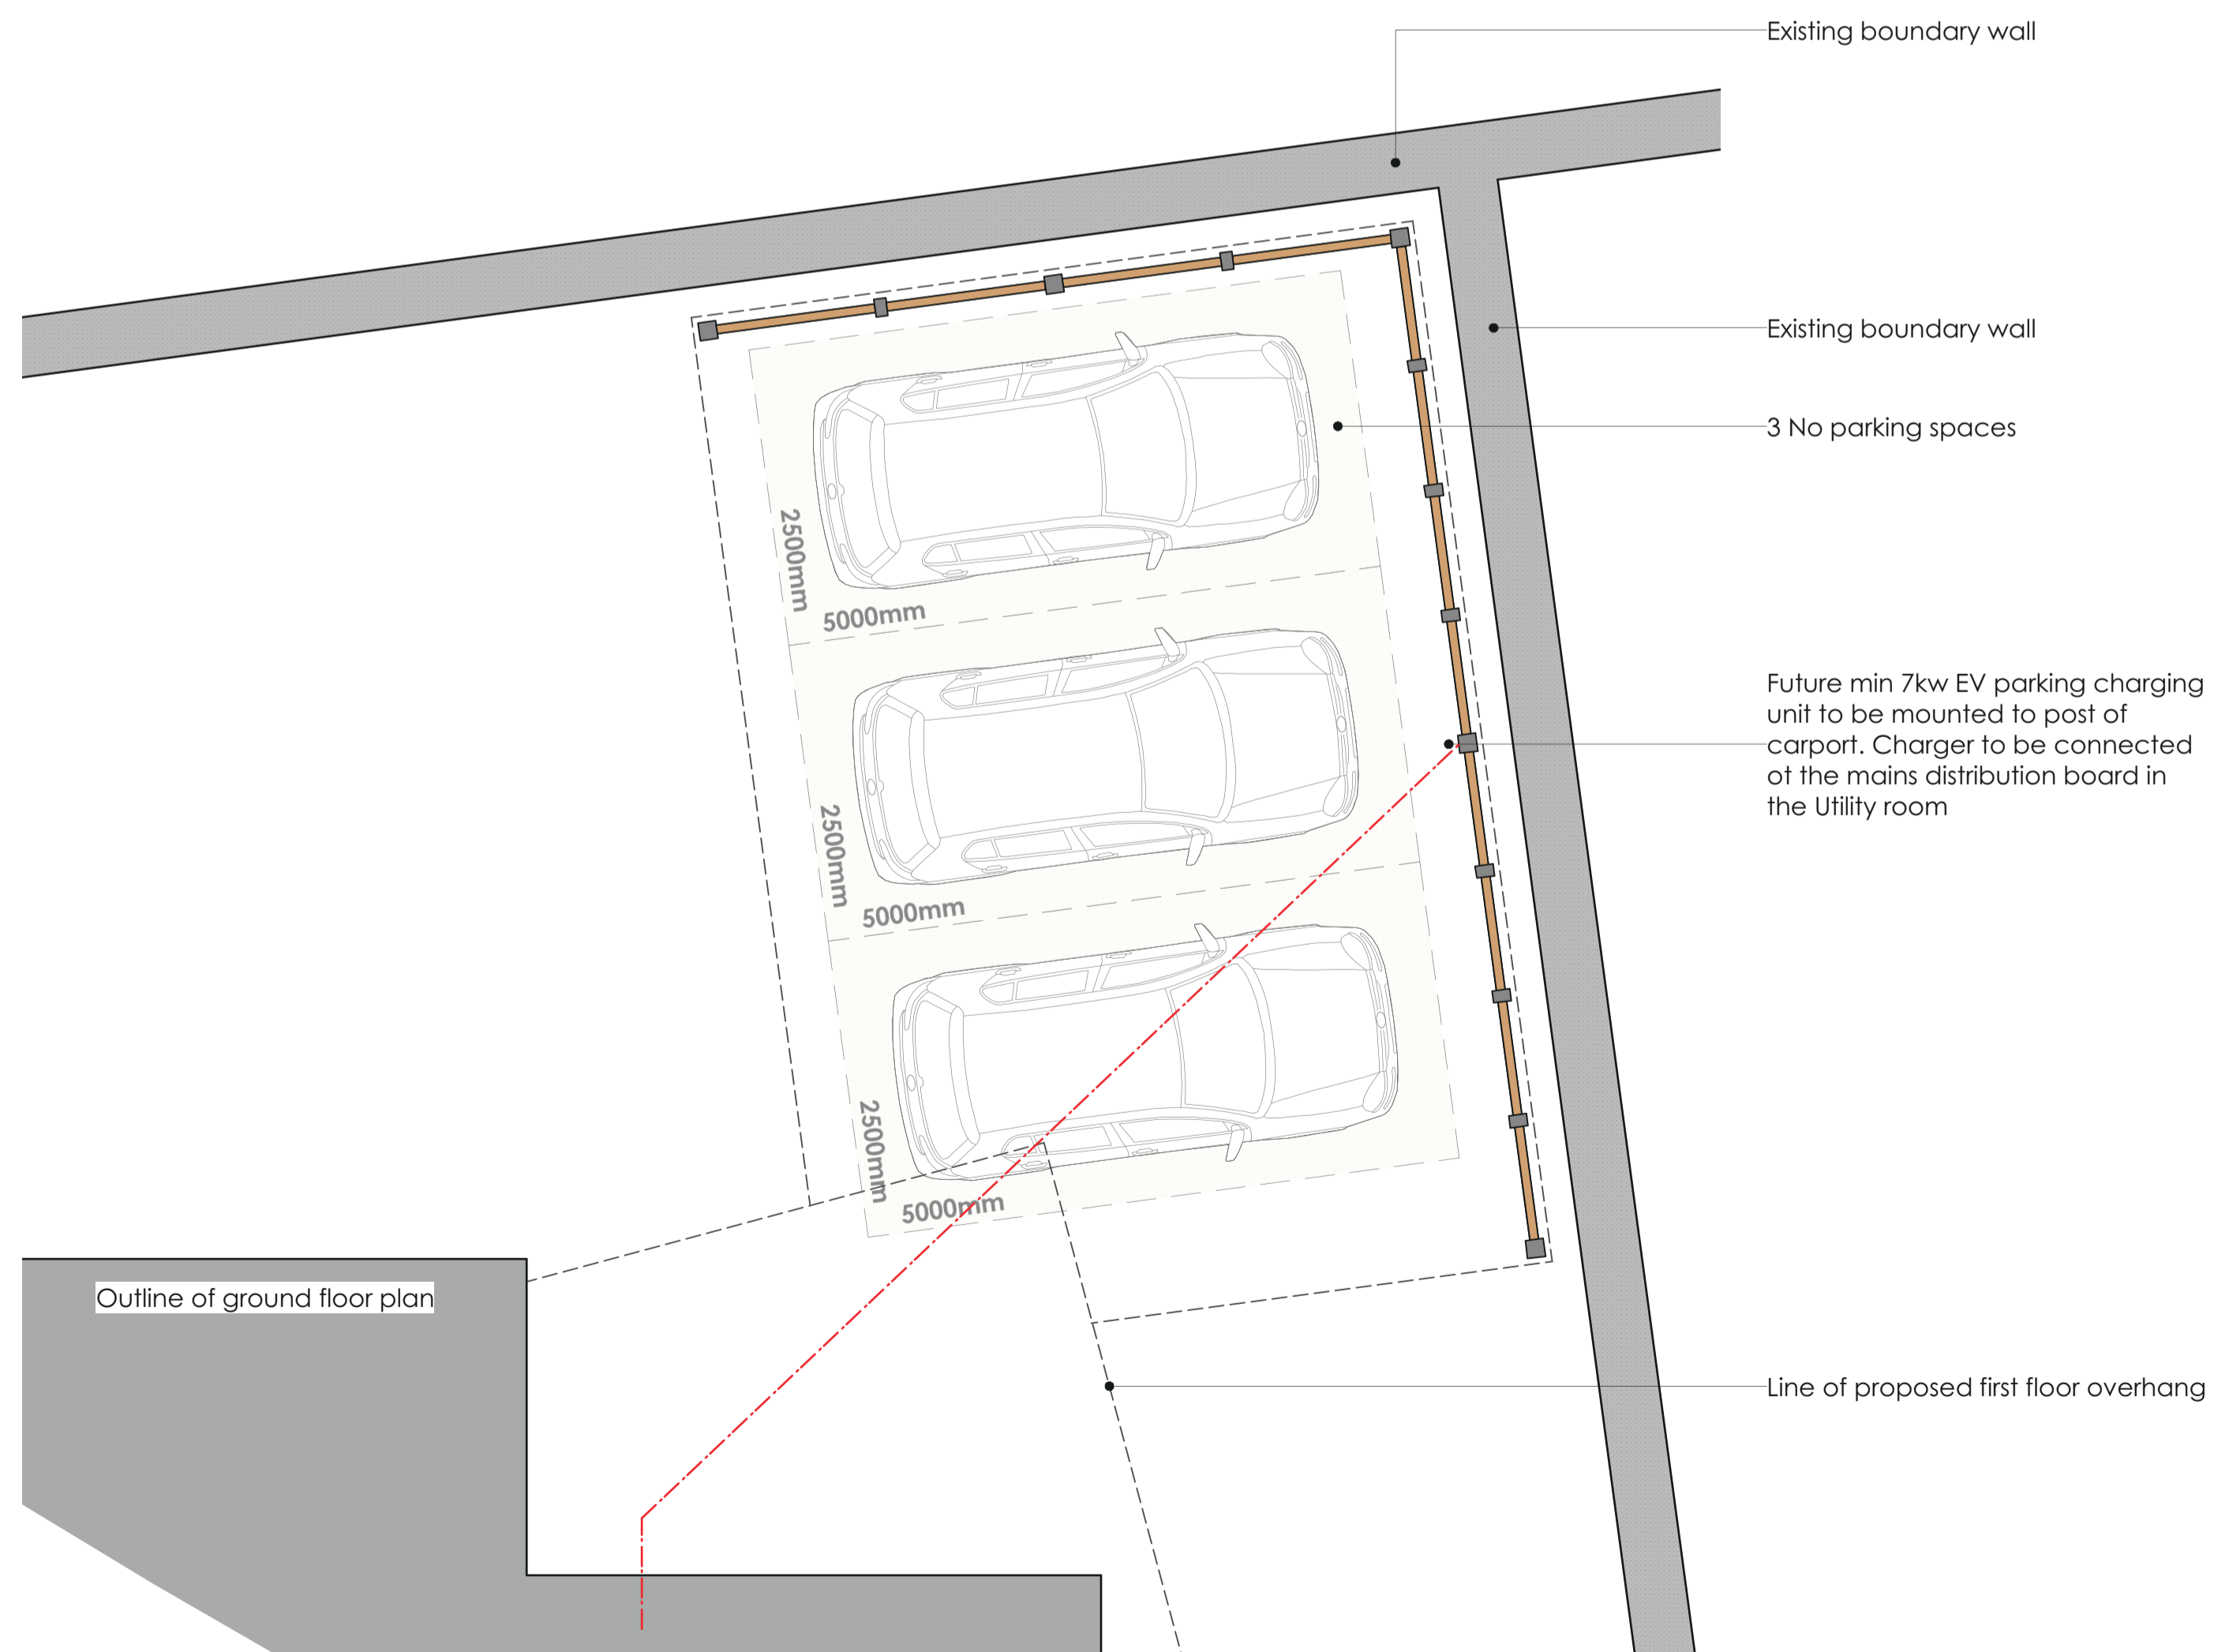 Existing boundary wall
Existing boundary wall
3 No parking spaces
2500mm
5000mm
Future min 7kw EV parking charging
unit to be mounted to post of
carport. Charger to be connected
ot the mains distribution board in
the Utility room
2500mm
5000mm
2500mm
5000mm
Outline of ground floor plan
Line of proposed first floor overhang